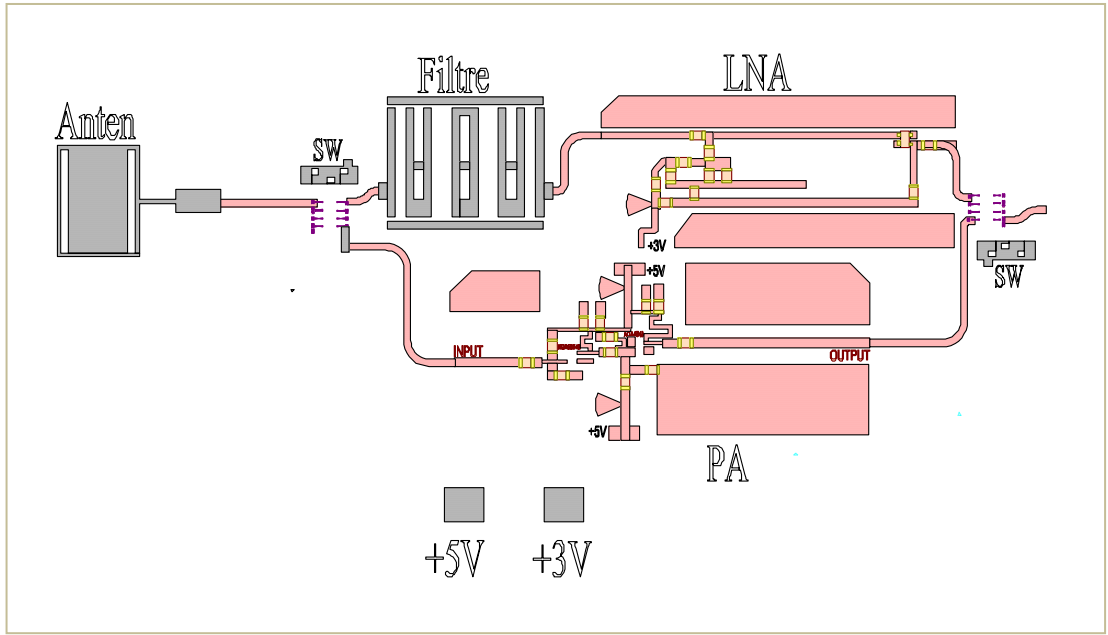 Filtre
LNA
Anten
SW
+3V
+5V
SW
INPUT
OUTPUT
+5V
PA
+5V
+3V